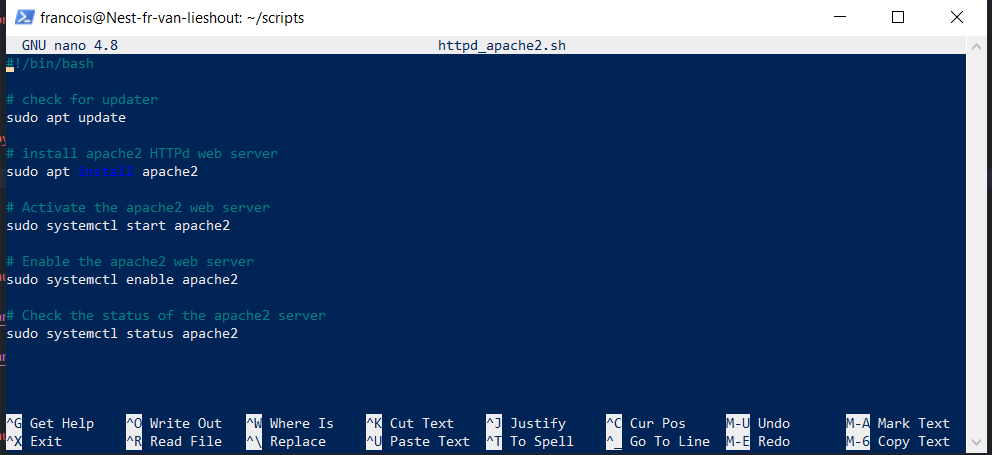 francois@Nest-fr-van-lieshout: ~/scripts
GNU nano 4.8 httpd_apache2.sh
#!/bin/bash
# check for updater
sudo apt update
# install apache2 HTTPd web server
sudo apt install apache2
# Activate the apache2 web server
sudo systemctl start apache2
# Enable the apache2 web server
sudo systemctl enable apache2
# Check the status of the apache2 server
sudo systemctl status apache2
^G Get Help ^O Write Out ^W Where Is ^K Cut Text ^J Justify ^C Cur Pos M-U Undo M-A Mark Text
^X Exit ^R Read File ^\ Replace ^U Paste Text ^T To Spell ^_ Go To Line M-E Redo M-6 Copy Text